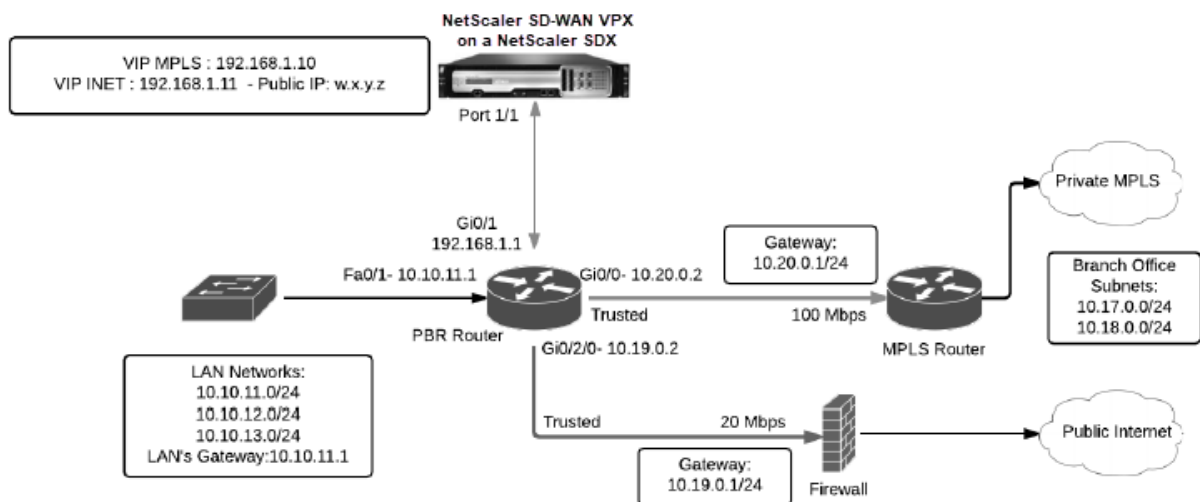 NetScaler SD-WAN VPX
on a NetScaler SDX
VIP MPLS : 192.168.1.10
VIP INET : 192.168.1.11 - Public IP: w.x.y.z
Port 1/1
Private MPLS
Gi0/1
192.168.1.1
Gateway:
10.20.0.1/24
Fa0/1- 10.10.11.1
Gi0/0- 10.20.0.2
Branch Office
Subnets:
10.17.0.0/24
10.18.0.0/24
Trusted
100 Mbps
PBR Router
MPLS Router
Gi0/2/0- 10.19.0.2
LAN Networks:
10.10.11.0/24
10.10.12.0/24
10.10.13.0/24
LAN's Gateway:10.10.11.1
Trusted
20 Mbps
Public Internet
Gateway:
10.19.0.1/24
Firewall